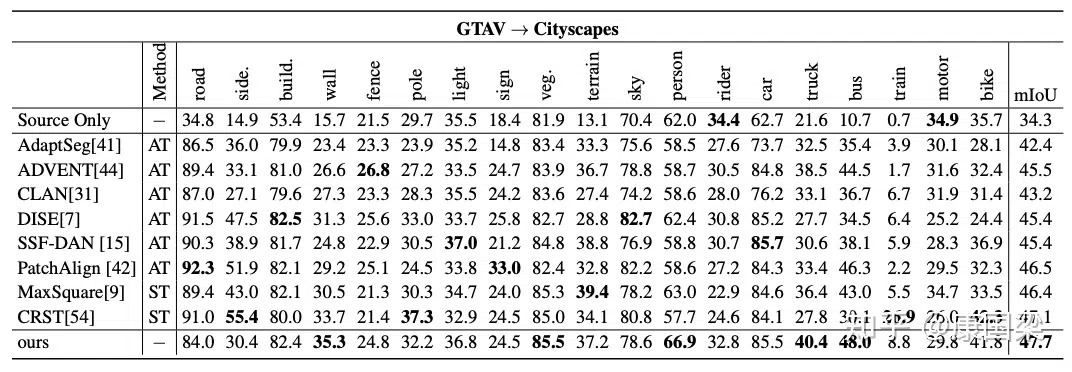 GTAV → Cityscapes
Method road side. build. wall fence pole light sign veg. terrain sky person rider car truck bus train motor bike mIoU
Source Only − 34.8 14.9 53.4 15.7 21.5 29.7 35.5 18.4 81.9 13.1 70.4 62.0 34.4 62.7 21.6 10.7 0.7 34.9 35.7 34.3
AdaptSeg[41] AT 86.5 36.0 79.9 23.4 23.3 23.9 35.2 14.8 83.4 33.3 75.6 58.5 27.6 73.7 32.5 35.4 3.9 30.1 28.1 42.4
ADVENT[44] AT 89.4 33.1 81.0 26.6 26.8 27.2 33.5 24.7 83.9 36.7 78.8 58.7 30.5 84.8 38.5 44.5 1.7 31.6 32.4 45.5
CLAN[31] AT 87.0 27.1 79.6 27.3 23.3 28.3 35.5 24.2 83.6 27.4 74.2 58.6 28.0 76.2 33.1 36.7 6.7 31.9 31.4 43.2
DISE[7] AT 91.5 47.5 82.5 31.3 25.6 33.0 33.7 25.8 82.7 28.8 82.7 62.4 30.8 85.2 27.7 34.5 6.4 25.2 24.4 45.4
SSF-DAN [15] AT 90.3 38.9 81.7 24.8 22.9 30.5 37.0 21.2 84.8 38.8 76.9 58.8 30.7 85.7 30.6 38.1 5.9 28.3 36.9 45.4
PatchAlign [42] AT 92.3 51.9 82.1 29.2 25.1 24.5 33.8 33.0 82.4 32.8 82.2 58.6 27.2 84.3 33.4 46.3 2.2 29.5 32.3 46.5
MaxSquare[9] ST 89.4 43.0 82.1 30.5 21.3 30.3 34.7 24.0 85.3 39.4 78.2 63.0 22.9 84.6 36.4 43.0 5.5 34.7 33.5 46.4
CRST[54] ST 91.0 55.4 80.0 33.7 21.4 37.3 32.9 24.5 85.0 34.1 80.8 57.7 24.6 84.1 27.8 30.1 26.9 26.0 42.3 47.1
ours − 84.0 30.4 82.4 35.3 24.8 32.2 36.8 24.5 85.5 37.2 78.6 66.9 32.8 85.5 40.4 48.0 8.8 29.8 41.8 47.7
知乎 @康国梁